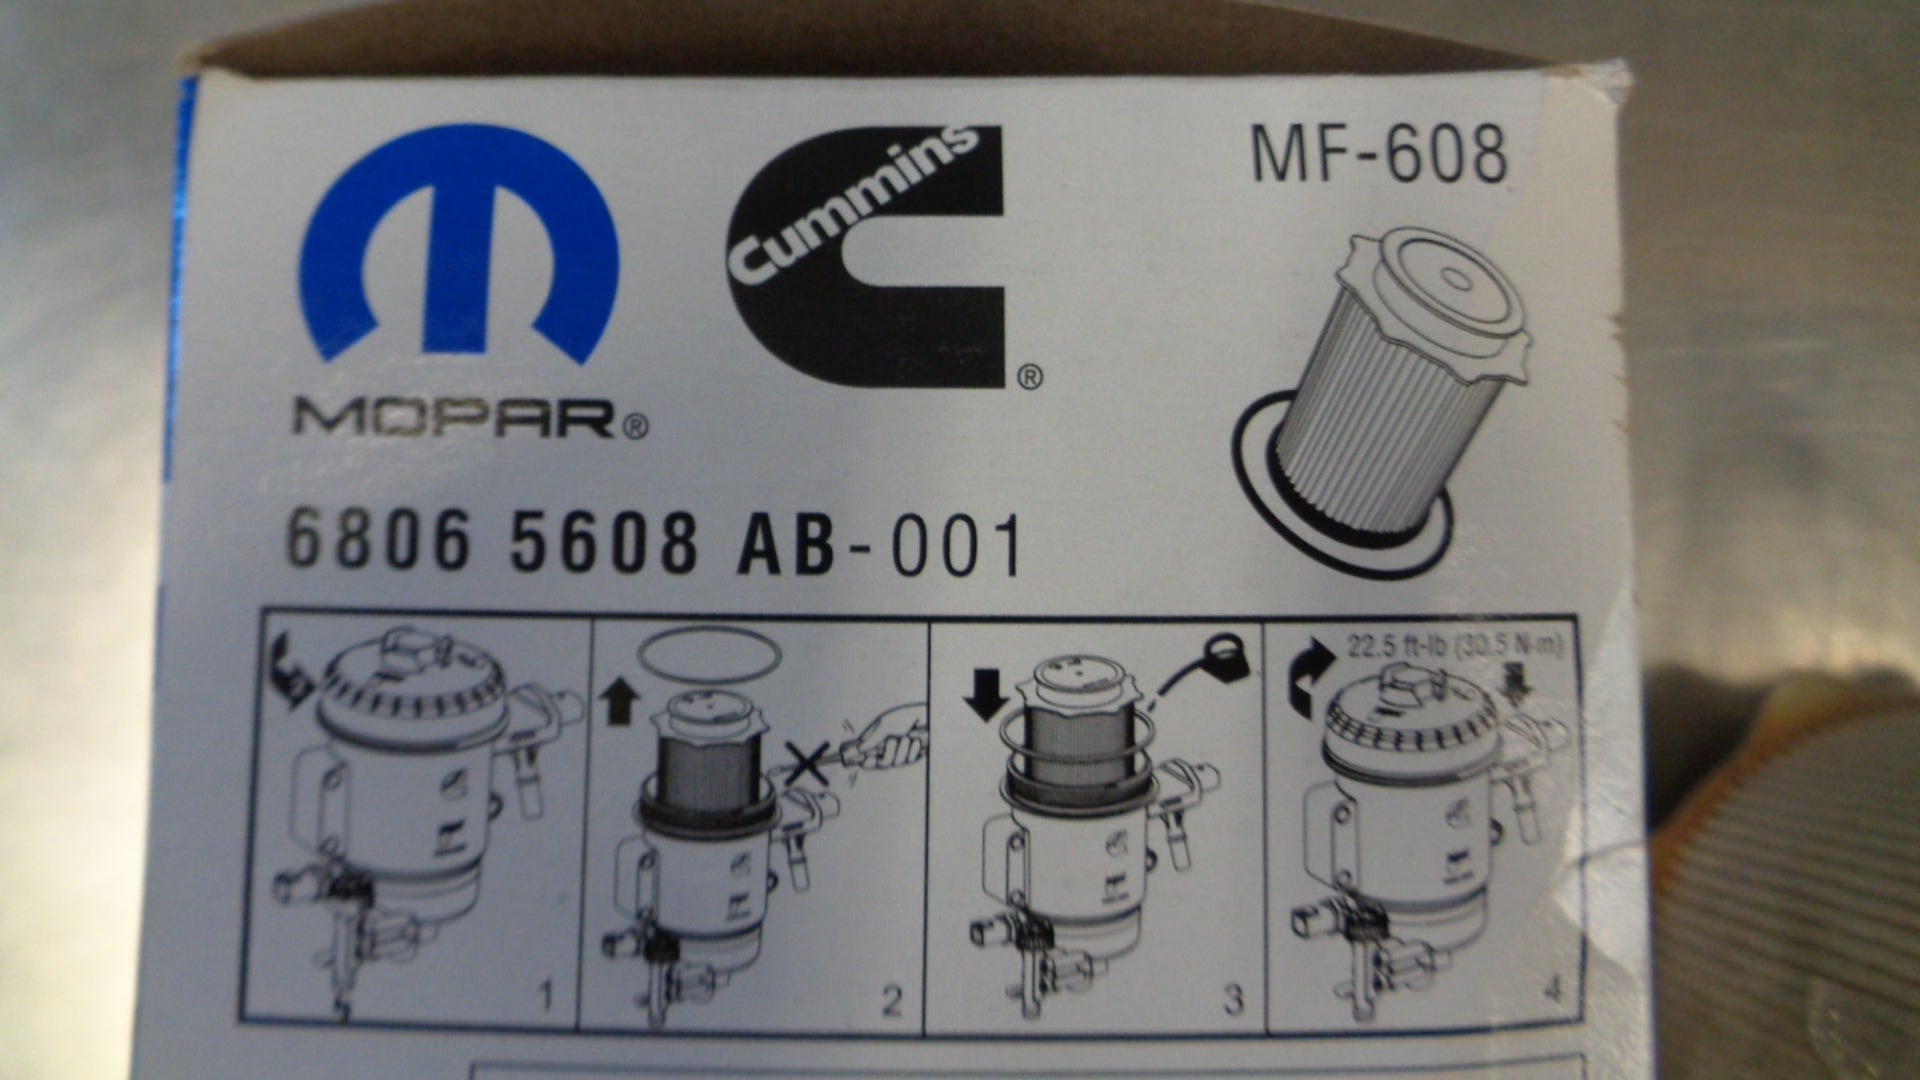 Cummins
MF-608
®
MOPAR®
6806 5608 AB-001
22.5 ft-lb (30.5 N·m)
1
2
3
4